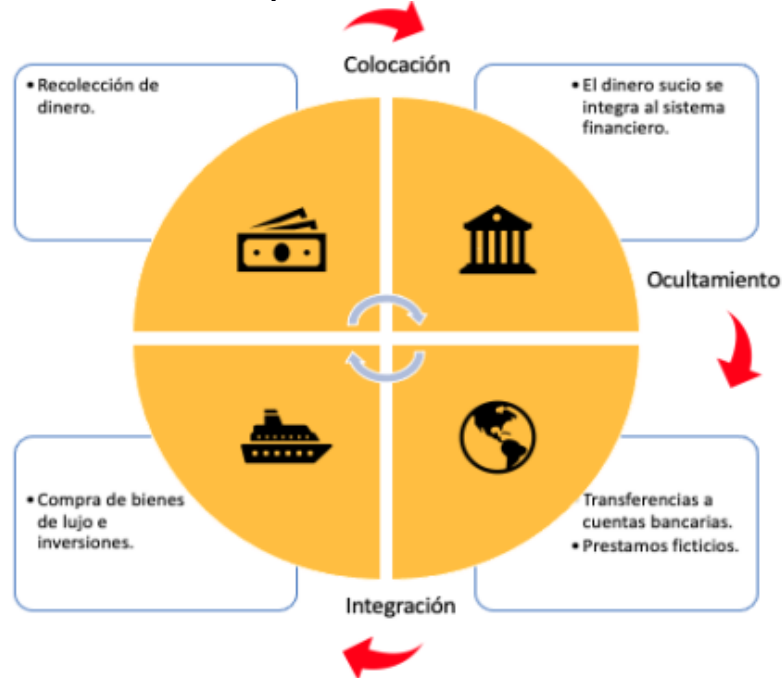 Colocación
• Recolección de
dinero.
• El dinero sucio se
integra al sistema
financiero.
Ocultamiento
• Compra de bienes
de lujo e
inversiones.
Transferencias a
cuentas bancarias.
• Prestamos ficticios.
Integración